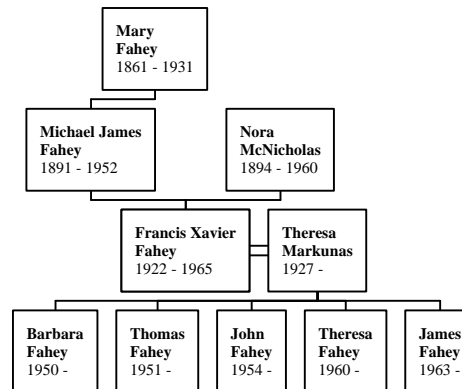 Mary
Fahey
1861 - 1931
Michael James
Fahey
1891 - 1952
Nora
McNicholas
1894 - 1960
Francis Xavier
Fahey
1922 - 1965
Theresa
Markunas
1927 -
Barbara
Fahey
1950 -
Thomas
Fahey
1951 -
John
Fahey
1954 -
Theresa
Fahey
1960 -
James
Fahey
1963 -